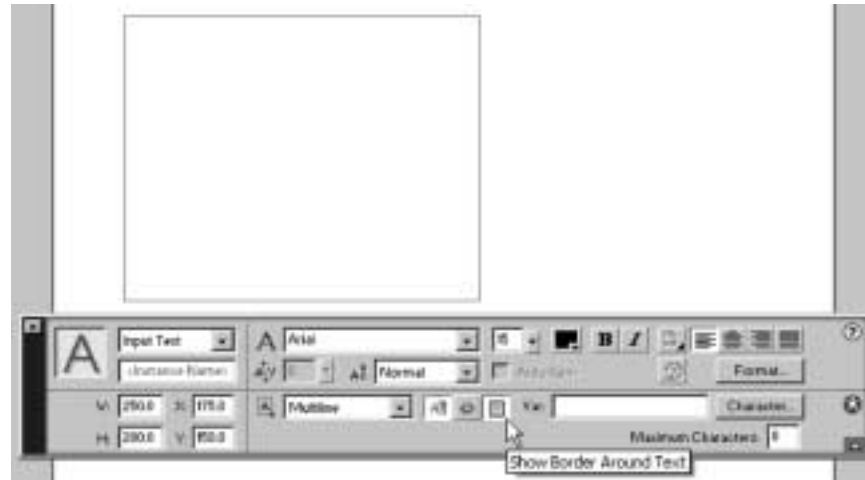 A Input Text A Arial B I ?
<Instance Name> Normal Format...
W: 250.0 X: 175.0 Multiline Var: Character...
H: 200.0 Y: 150.0 Maximum Characters: 0
Show Border Around Text